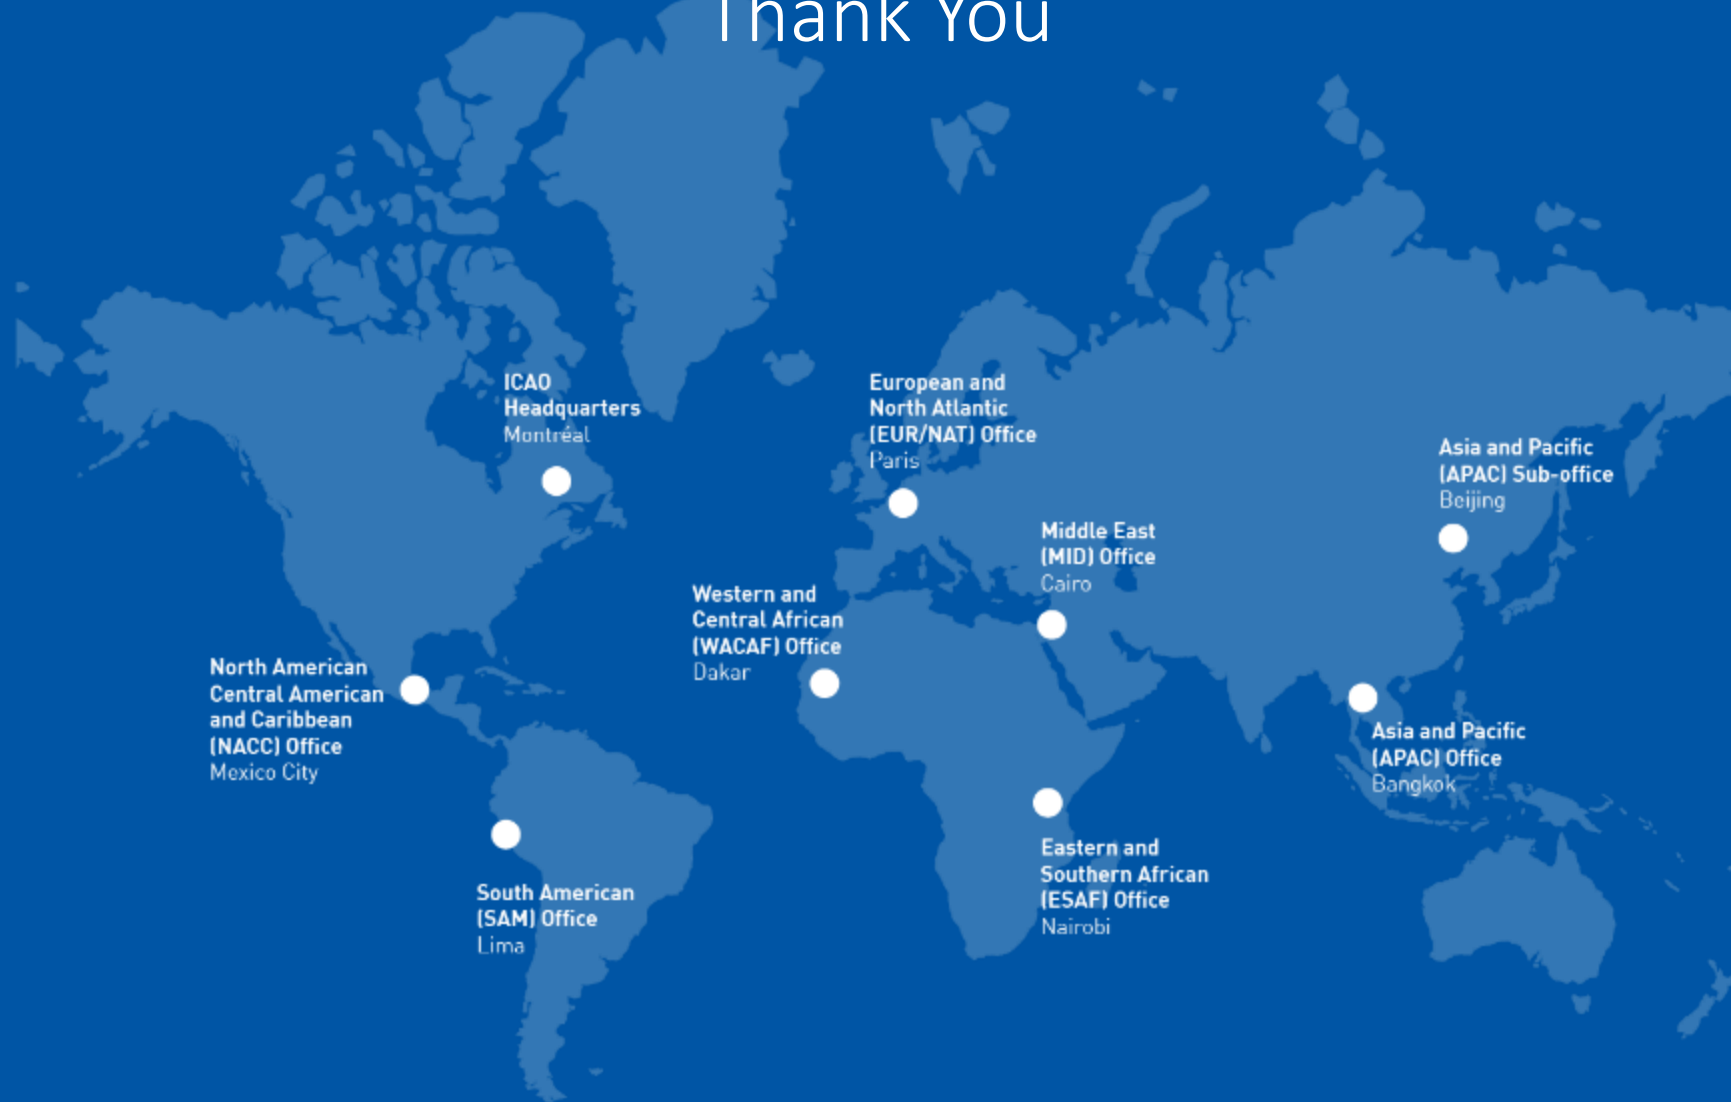 Thank You
ICAO
Headquarters
Montréal
European and
North Atlantic
(EUR/NAT) Office
Paris
Asia and Pacific
(APAC) Sub-office
Beijing
Middle East
(MID) Office
Cairo
Western and
Central African
(WACAF) Office
Dakar
North American
Central American
and Caribbean
(NACC) Office
Mexico City
Asia and Pacific
(APAC) Office
Bangkok
South American
(SAM) Office
Lima
Eastern and
Southern African
(ESAF) Office
Nairobi